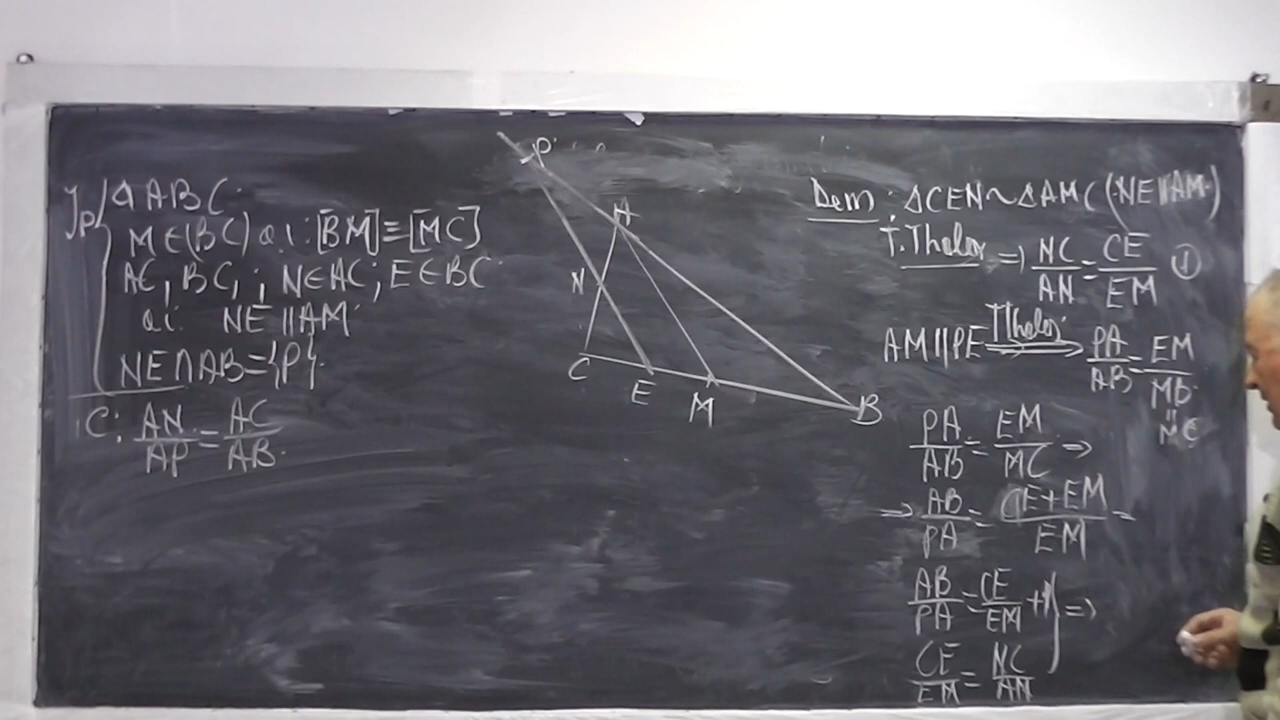 Ip △ABC.
M∈(BC) a.i. [BM]≡[MC]
AC, BC, ; N∈AC; E∈BC
a.i. NE||AM
NE∩AB={P}.
C: AN/AP=AC/AB.
P
A
N
C
E
M
B
Dem: △CEN~△AMC (NE||AM)
T. Thales => NC/AN=CE/EM ①
AM||PE T Thales => PA/AB=EM/MB
=MC
PA/AB=EM/MC =>
=> AB/PA=CE+EM/EM=
AB/PA=CE/EM+1 } =>
CE/EM=NC/AN